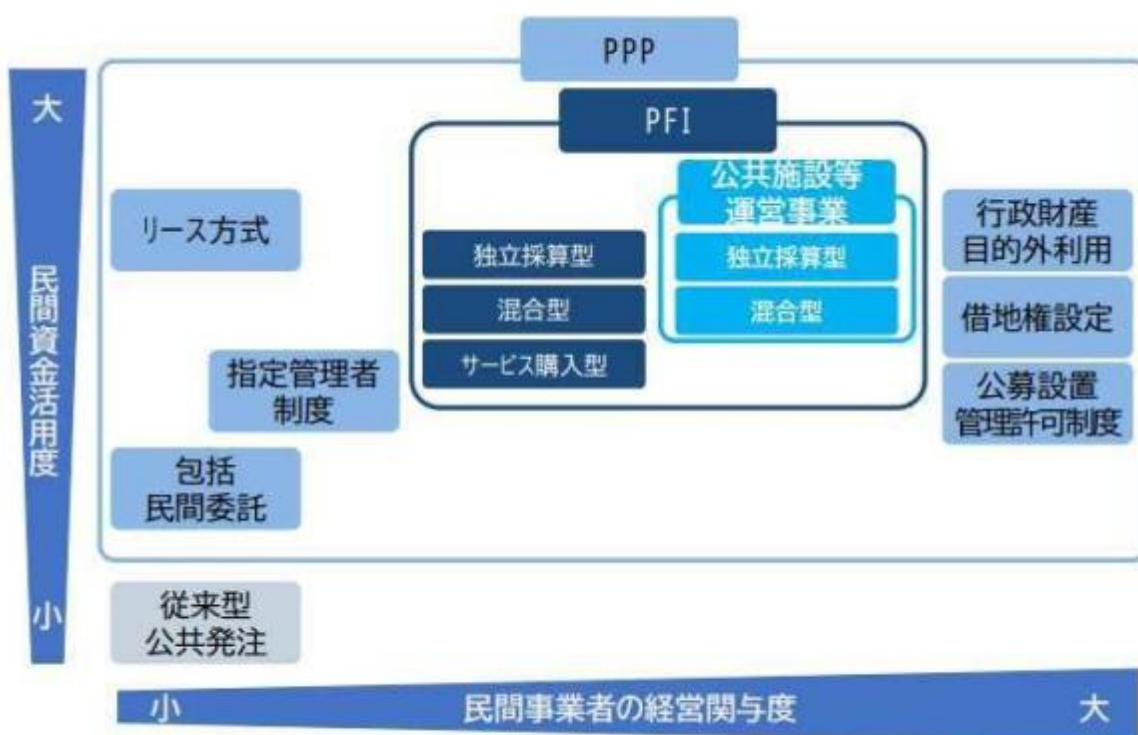 PPP
大
PFI
公共施設等
運営事業
リース方式
行政財産
目的外利用
独立採算型
独立採算型
混合型
混合型
借地権設定
民間資金活用度
サービス購入型
指定管理者
制度
公募設置
管理許可制度
包括
民間委託
小
従来型
公共発注
小
民間事業者の経営関与度
大